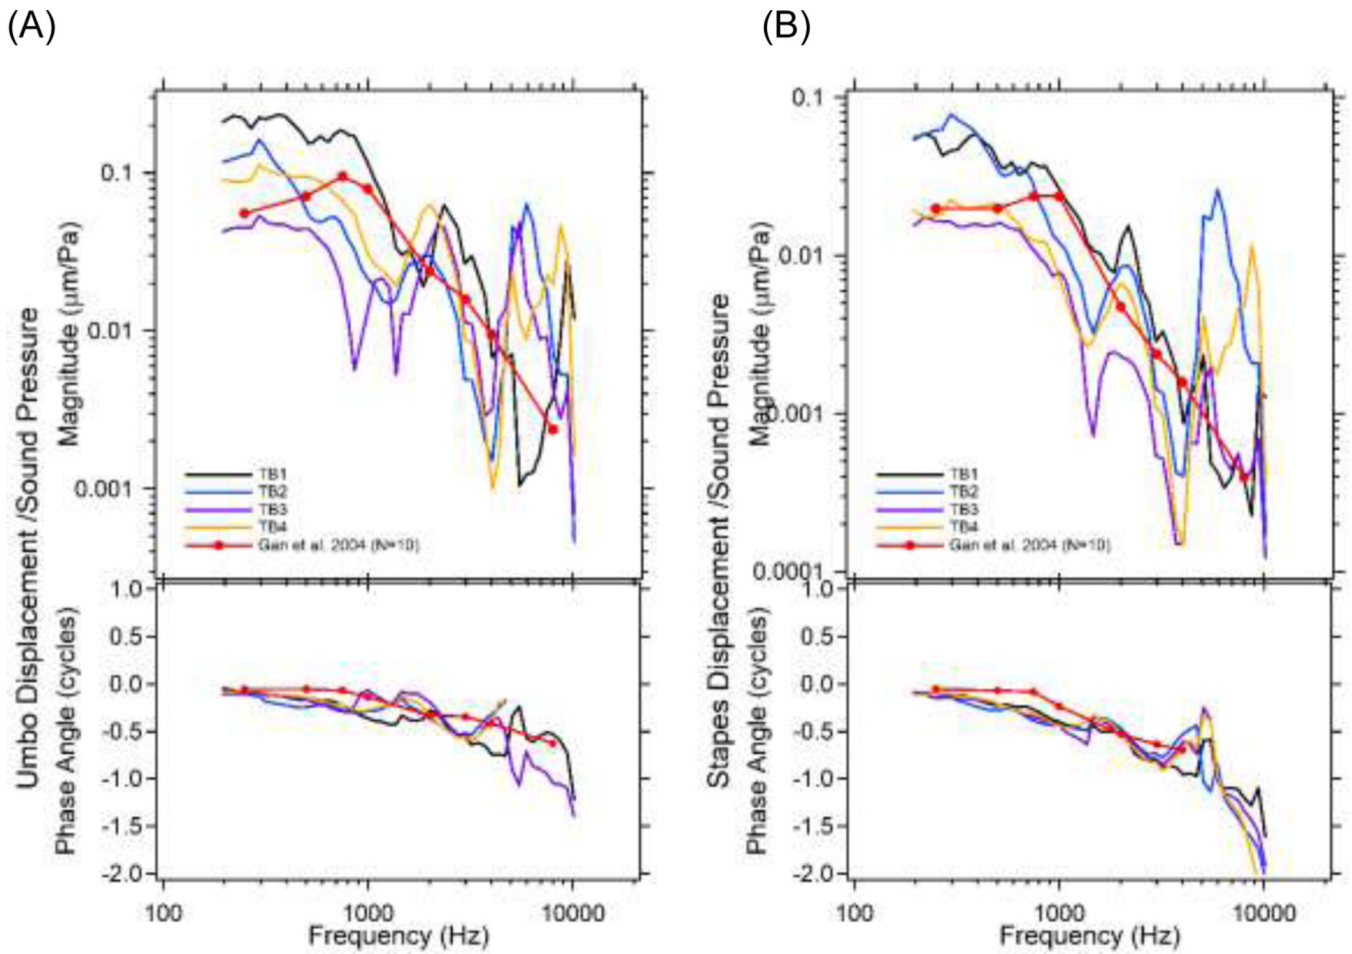 (A)
(B)
Umbo Displacement /Sound Pressure
Magnitude (μm/Pa)
0.1
0.01
0.001
TB1
TB2
TB3
TB4
Gan et al. 2004 (N=10)
Phase Angle (cycles)
1.0
0.5
0.0
-0.5
-1.0
-1.5
-2.0
100
1000
10000
Frequency (Hz)
Stapes Displacement /Sound Pressure
Magnitude (μm/Pa)
0.1
0.01
0.001
0.0001
TB1
TB2
TB3
TB4
Gan et al. 2004 (N=10)
Phase Angle (cycles)
1.0
0.5
0.0
-0.5
-1.0
-1.5
-2.0
100
1000
10000
Frequency (Hz)